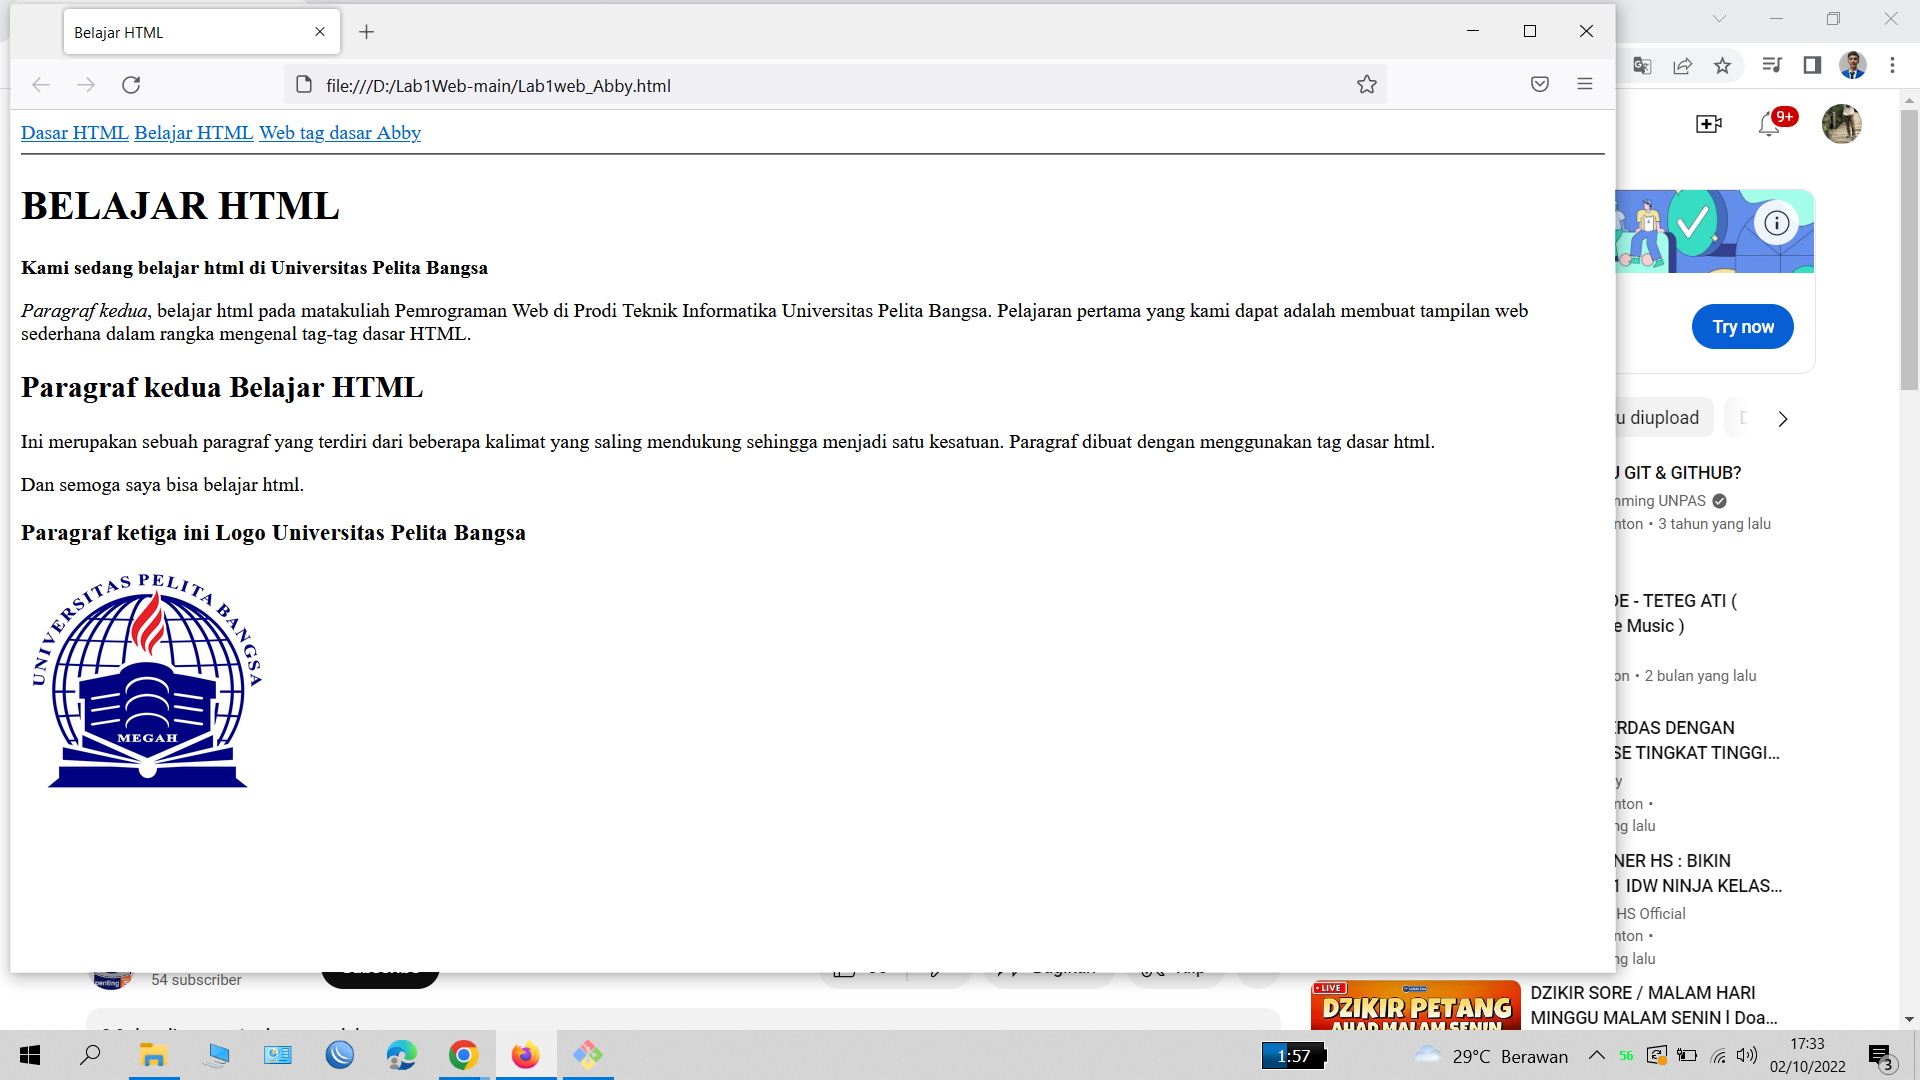 Belajar HTML
file:///D:/Lab1Web-main/Lab1web_Abby.html
Dasar HTML Belajar HTML Web tag dasar Abby
BELAJAR HTML
Kami sedang belajar html di Universitas Pelita Bangsa
Paragraf kedua, belajar html pada matakuliah Pemrograman Web di Prodi Teknik Informatika Universitas Pelita Bangsa. Pelajaran pertama yang kami dapat adalah membuat tampilan web
sederhana dalam rangka mengenal tag-tag dasar HTML.
Paragraf kedua Belajar HTML
Ini merupakan sebuah paragraf yang terdiri dari beberapa kalimat yang saling mendukung sehingga menjadi satu kesatuan. Paragraf dibuat dengan menggunakan tag dasar html.
Dan semoga saya bisa belajar html.
Paragraf ketiga ini Logo Universitas Pelita Bangsa
UNIVERSITAS PELITA BANGSA
MEGAH
9+
Try now
u diupload
GIT & GITHUB?
mming UNPAS
nton • 3 tahun yang lalu
DE - TETEG ATI (
e Music )
on • 2 bulan yang lalu
ERDAS DENGAN
SE TINGKAT TINGGI...
y
nton •
ng lalu
NER HS : BIKIN
1 IDW NINJA KELAS...
HS Official
nton •
ng lalu
54 subscriber
LIVE
DZIKIR PETANG
AHAD MALAM SENIN
DZIKIR SORE / MALAM HARI
MINGGU MALAM SENIN l Doa...
1:57
29°C Berawan
56
17:33
02/10/2022
3